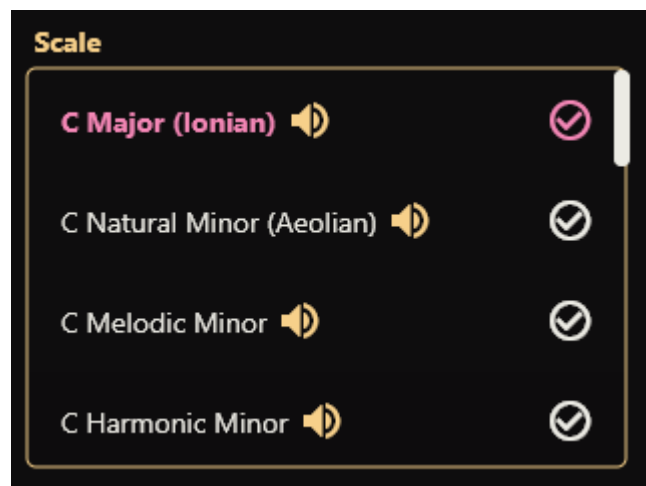 Scale
C Major (Ionian)
C Natural Minor (Aeolian)
C Melodic Minor
C Harmonic Minor